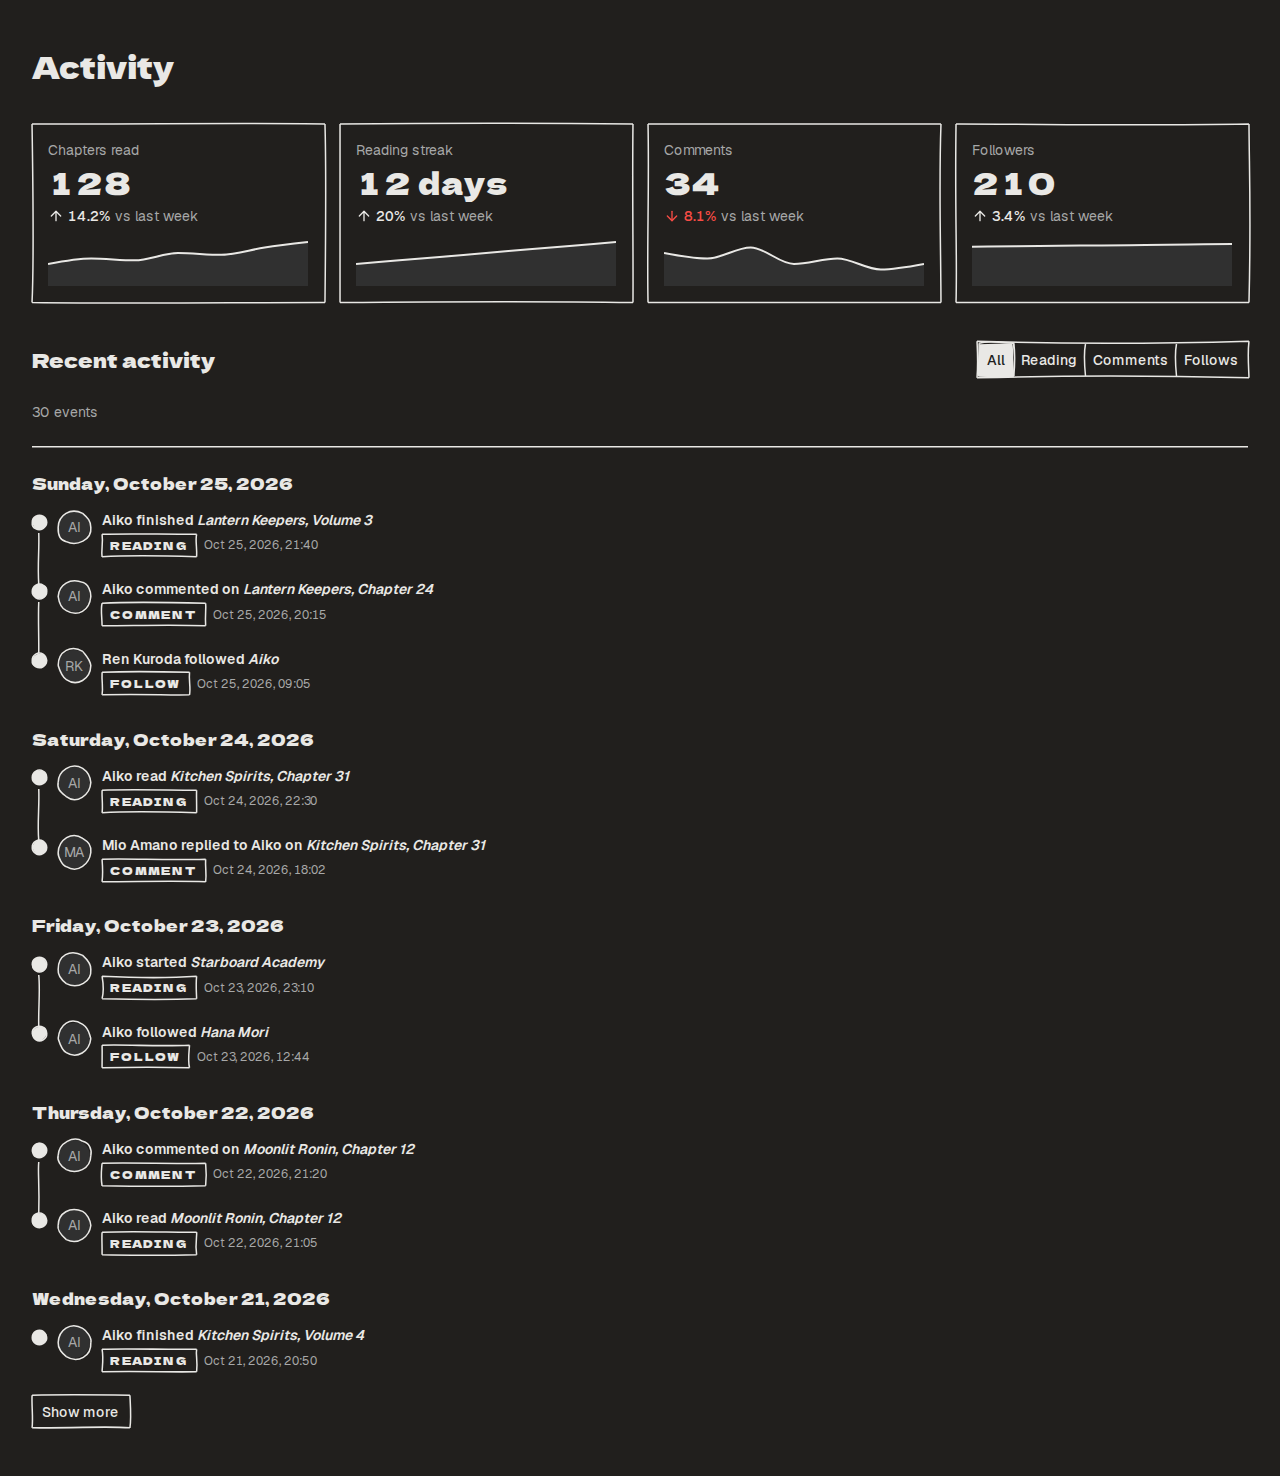 Activity
Chapters read
128
↑ 14.2% vs last week
Reading streak
12 days
↑ 20% vs last week
Comments
34
↓ 8.1% vs last week
Followers
210
↑ 3.4% vs last week
Recent activity
All Reading Comments Follows
30 events
Sunday, October 25, 2026
AI
Aiko finished Lantern Keepers, Volume 3
READING Oct 25, 2026, 21:40
AI
Aiko commented on Lantern Keepers, Chapter 24
COMMENT Oct 25, 2026, 20:15
RK
Ren Kuroda followed Aiko
FOLLOW Oct 25, 2026, 09:05
Saturday, October 24, 2026
AI
Aiko read Kitchen Spirits, Chapter 31
READING Oct 24, 2026, 22:30
MA
Mio Amano replied to Aiko on Kitchen Spirits, Chapter 31
COMMENT Oct 24, 2026, 18:02
Friday, October 23, 2026
AI
Aiko started Starboard Academy
READING Oct 23, 2026, 23:10
AI
Aiko followed Hana Mori
FOLLOW Oct 23, 2026, 12:44
Thursday, October 22, 2026
AI
Aiko commented on Moonlit Ronin, Chapter 12
COMMENT Oct 22, 2026, 21:20
AI
Aiko read Moonlit Ronin, Chapter 12
READING Oct 22, 2026, 21:05
Wednesday, October 21, 2026
AI
Aiko finished Kitchen Spirits, Volume 4
READING Oct 21, 2026, 20:50
Show more